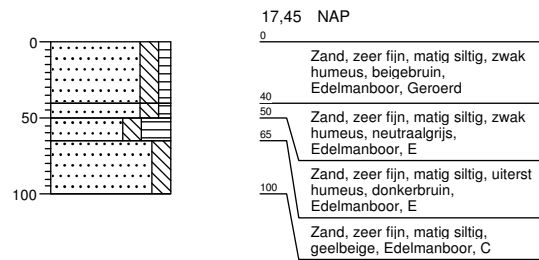 17,45 NAP
0
50
100
0
Zand, zeer fijn, matig siltig, zwak
humeus, beigebruin,
Edelmanboor, Geroerd
40
Zand, zeer fijn, matig siltig, zwak
humeus, neutraalgrijs,
Edelmanboor, E
50
Zand, zeer fijn, matig siltig, uiterst
humeus, donkerbruin,
Edelmanboor, E
65
Zand, zeer fijn, matig siltig,
geelbeige, Edelmanboor, C
100